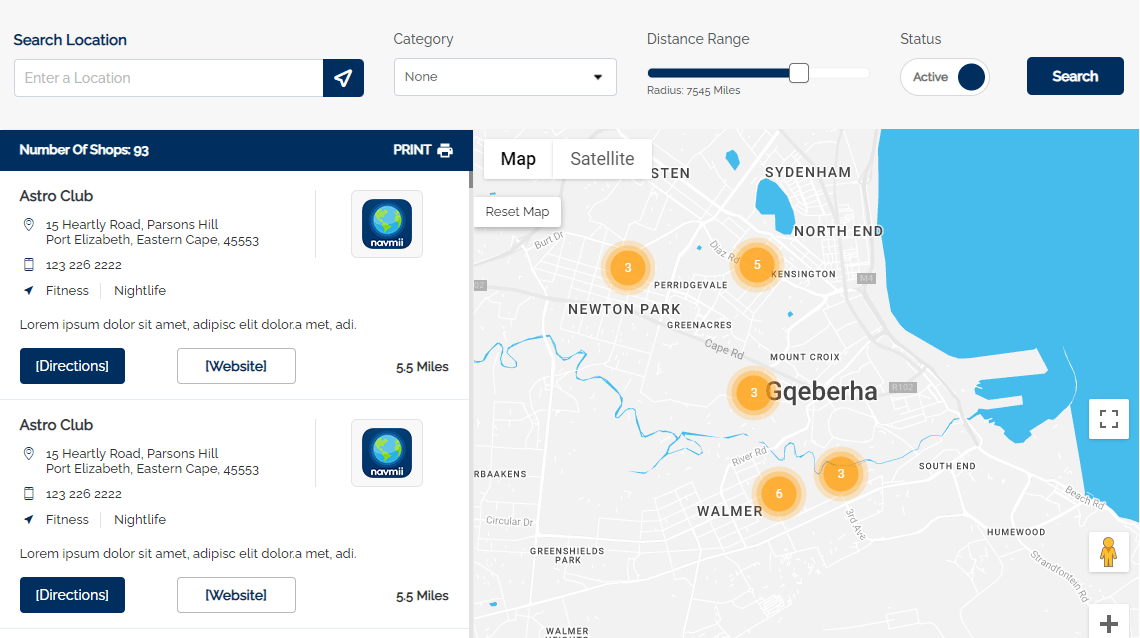 Search Location
Enter a Location
Category
None
Distance Range
Radius: 7545 Miles
Status
Active
Search
Number Of Shops: 93
PRINT
Astro Club
15 Heartly Road, Parsons Hill
Port Elizabeth, Eastern Cape, 45553
123 226 2222
Fitness
Nightlife
navmii
Lorem ipsum dolor sit amet, adipisc elit dolor.a met, adi.
[Directions]
[Website]
5.5 Miles
Astro Club
15 Heartly Road, Parsons Hill
Port Elizabeth, Eastern Cape, 45553
123 226 2222
Fitness
Nightlife
navmii
Lorem ipsum dolor sit amet, adipisc elit dolor.a met, adi.
[Directions]
[Website]
5.5 Miles
Map
Satellite
STEN
SYDENHAM
Reset Map
NORTH END
Burt Dr
Diaz Rd
3
5
KENSINGTON
M4
02
PERRIDGEVALE
NEWTON PARK
GREENACRES
Cape Rd
MOUNT CROIX
3
Gqeberha
R102
River Rd
RBAAKENS
3
SOUTH END
6
WALMER
Beach Rd
Circular Dr
3rd Ave
HUMEWOOD
GREENSHIELDS
PARK
Strandfontein Rd
WALMER
HEIGHTS